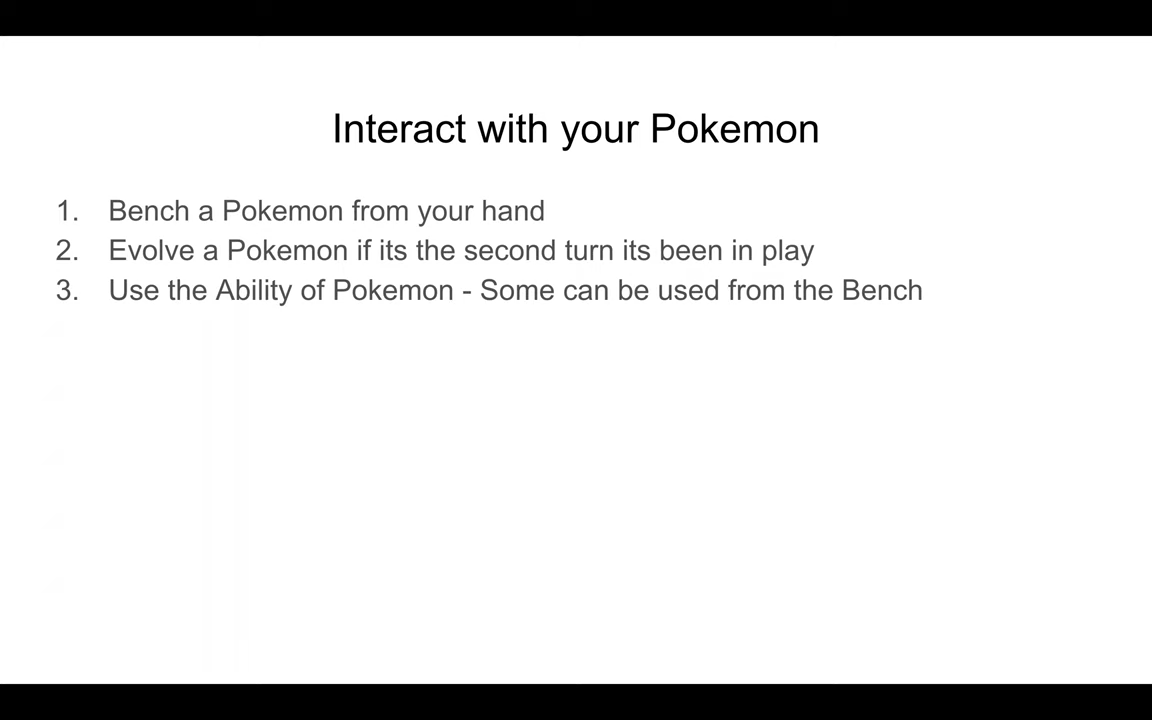 Interact with your Pokemon
1. Bench a Pokemon from your hand
2. Evolve a Pokemon if its the second turn its been in play
3. Use the Ability of Pokemon - Some can be used from the Bench